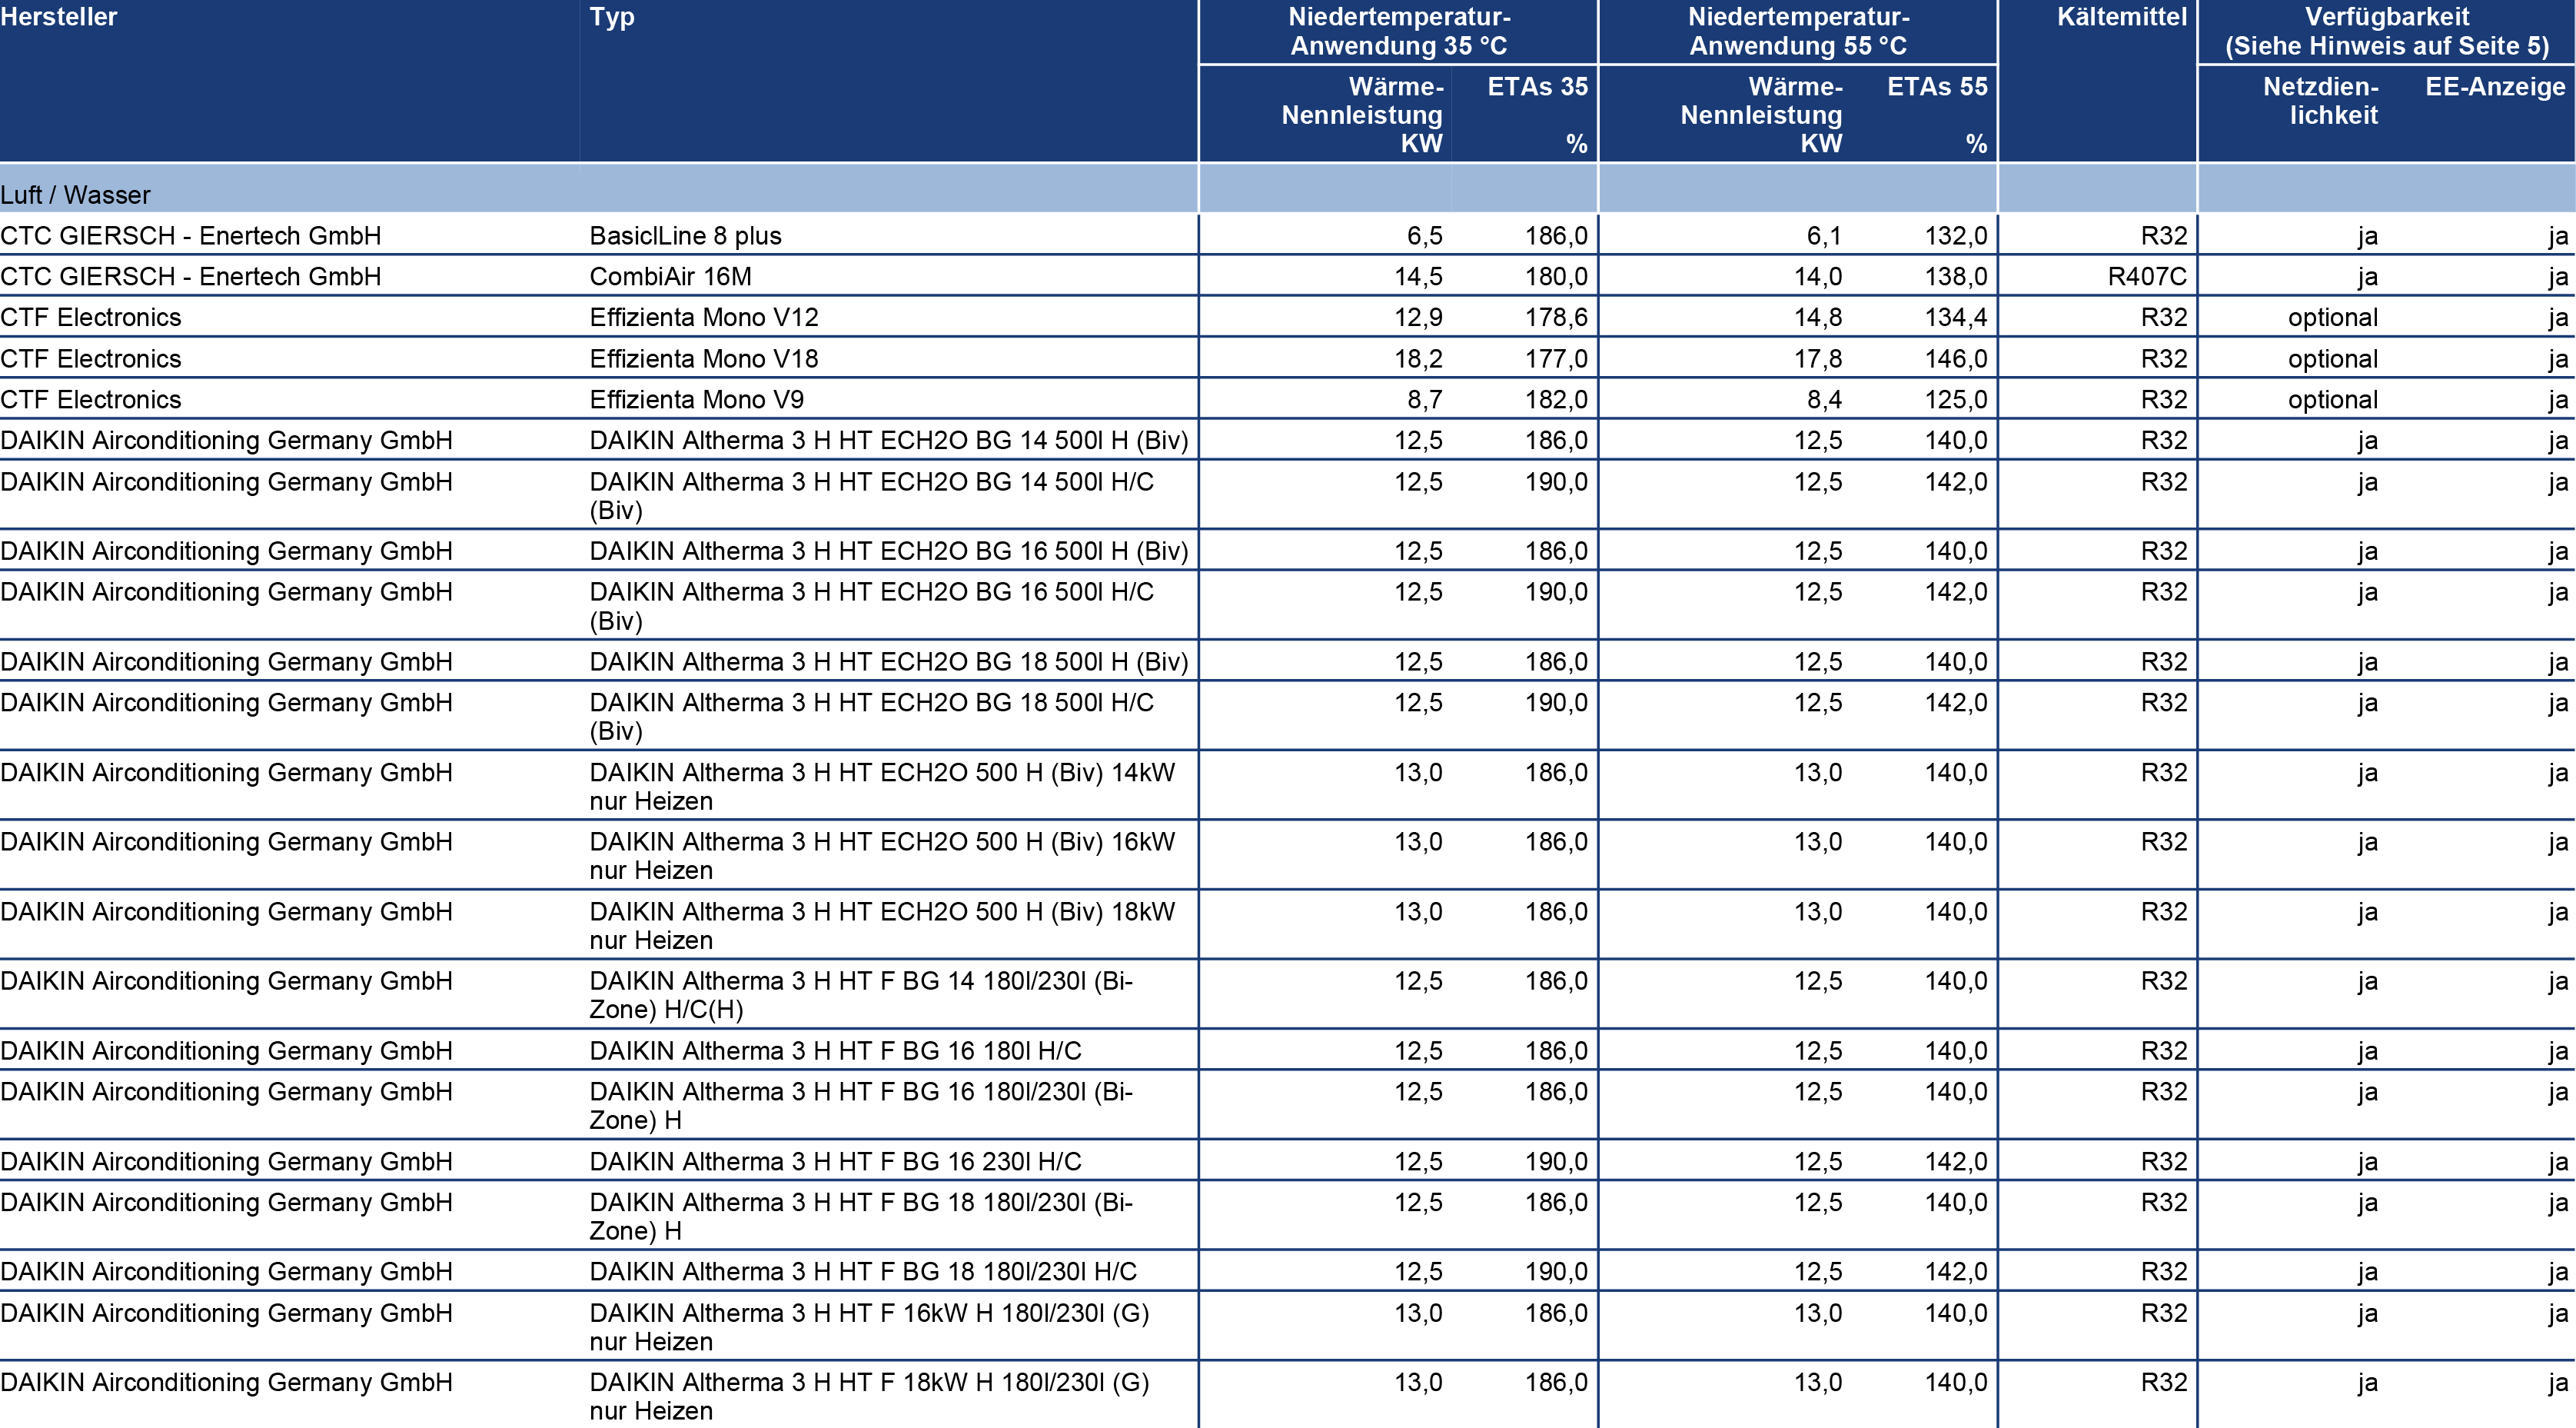 Hersteller Typ Niedertemperatur- Niedertemperatur- Kältemittel Verfügbarkeit
Anwendung 35 °C Anwendung 55 °C (Siehe Hinweis auf Seite 5)
Wärme- ETAs 35 Wärme- ETAs 55 Netzdien- EE-Anzeige
Nennleistung Nennleistung lichkeit
KW % KW %
Luft / Wasser
CTC GIERSCH - Enertech GmbH BasiclLine 8 plus 6,5 186,0 6,1 132,0 R32 ja ja
CTC GIERSCH - Enertech GmbH CombiAir 16M 14,5 180,0 14,0 138,0 R407C ja ja
CTF Electronics Effizienta Mono V12 12,9 178,6 14,8 134,4 R32 optional ja
CTF Electronics Effizienta Mono V18 18,2 177,0 17,8 146,0 R32 optional ja
CTF Electronics Effizienta Mono V9 8,7 182,0 8,4 125,0 R32 optional ja
DAIKIN Airconditioning Germany GmbH DAIKIN Altherma 3 H HT ECH2O BG 14 500l H (Biv) 12,5 186,0 12,5 140,0 R32 ja ja
DAIKIN Airconditioning Germany GmbH DAIKIN Altherma 3 H HT ECH2O BG 14 500l H/C 12,5 190,0 12,5 142,0 R32 ja ja
(Biv)
DAIKIN Airconditioning Germany GmbH DAIKIN Altherma 3 H HT ECH2O BG 16 500l H (Biv) 12,5 186,0 12,5 140,0 R32 ja ja
DAIKIN Airconditioning Germany GmbH DAIKIN Altherma 3 H HT ECH2O BG 16 500l H/C 12,5 190,0 12,5 142,0 R32 ja ja
(Biv)
DAIKIN Airconditioning Germany GmbH DAIKIN Altherma 3 H HT ECH2O BG 18 500l H (Biv) 12,5 186,0 12,5 140,0 R32 ja ja
DAIKIN Airconditioning Germany GmbH DAIKIN Altherma 3 H HT ECH2O BG 18 500l H/C 12,5 190,0 12,5 142,0 R32 ja ja
(Biv)
DAIKIN Airconditioning Germany GmbH DAIKIN Altherma 3 H HT ECH2O 500 H (Biv) 14kW 13,0 186,0 13,0 140,0 R32 ja ja
nur Heizen
DAIKIN Airconditioning Germany GmbH DAIKIN Altherma 3 H HT ECH2O 500 H (Biv) 16kW 13,0 186,0 13,0 140,0 R32 ja ja
nur Heizen
DAIKIN Airconditioning Germany GmbH DAIKIN Altherma 3 H HT ECH2O 500 H (Biv) 18kW 13,0 186,0 13,0 140,0 R32 ja ja
nur Heizen
DAIKIN Airconditioning Germany GmbH DAIKIN Altherma 3 H HT F BG 14 180l/230l (Bi- 12,5 186,0 12,5 140,0 R32 ja ja
Zone) H/C(H)
DAIKIN Airconditioning Germany GmbH DAIKIN Altherma 3 H HT F BG 16 180l H/C 12,5 186,0 12,5 140,0 R32 ja ja
DAIKIN Airconditioning Germany GmbH DAIKIN Altherma 3 H HT F BG 16 180l/230l (Bi- 12,5 186,0 12,5 140,0 R32 ja ja
Zone) H
DAIKIN Airconditioning Germany GmbH DAIKIN Altherma 3 H HT F BG 16 230l H/C 12,5 190,0 12,5 142,0 R32 ja ja
DAIKIN Airconditioning Germany GmbH DAIKIN Altherma 3 H HT F BG 18 180l/230l (Bi- 12,5 186,0 12,5 140,0 R32 ja ja
Zone) H
DAIKIN Airconditioning Germany GmbH DAIKIN Altherma 3 H HT F BG 18 180l/230l H/C 12,5 190,0 12,5 142,0 R32 ja ja
DAIKIN Airconditioning Germany GmbH DAIKIN Altherma 3 H HT F 16kW H 180l/230l (G) 13,0 186,0 13,0 140,0 R32 ja ja
nur Heizen
DAIKIN Airconditioning Germany GmbH DAIKIN Altherma 3 H HT F 18kW H 180l/230l (G) 13,0 186,0 13,0 140,0 R32 ja ja
nur Heizen